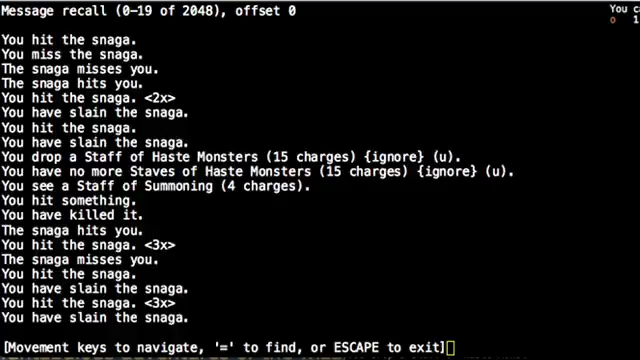 Message recall (0-19 of 2048), offset 0
You ca
o 1
You hit the snaga.
You miss the snaga.
The snaga misses you.
The snaga hits you.
You hit the snaga. <2x>
You have slain the snaga.
You hit the snaga.
You have slain the snaga.
You drop a Staff of Haste Monsters (15 charges) {ignore} (u).
You have no more Staves of Haste Monsters (15 charges) {ignore} (u).
You see a Staff of Summoning (4 charges).
You hit something.
You have killed it.
The snaga hits you.
You hit the snaga. <3x>
The snaga misses you.
You hit the snaga.
You have slain the snaga.
You hit the snaga. <3x>
You have slain the snaga.
[Movement keys to navigate, '=' to find, or ESCAPE to exit]